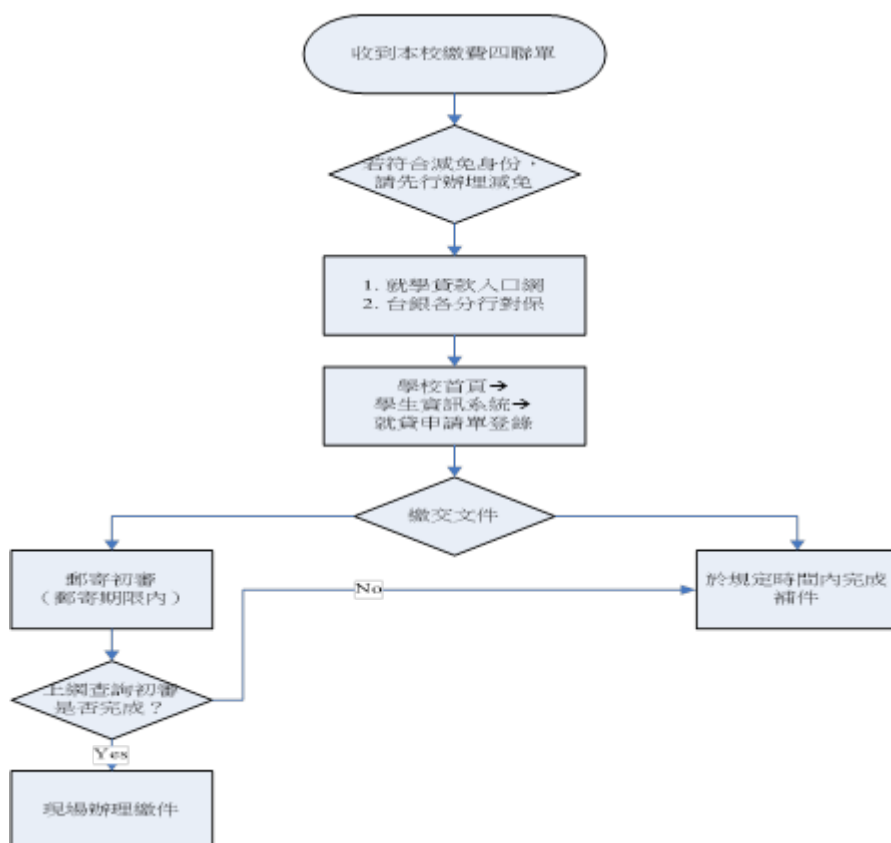 收到本校繳費四聯單
若符合減免身份，
請先行辦理減免
1. 就學貸款入口網
2. 台銀各分行對保
學校首頁→
學生資訊系統→
就貸申請單登錄
繳交文件
郵寄初審
（郵寄期限內）
No
於規定時間內完成
補件
上網查詢初審
是否完成？
Yes
現場辦理繳件